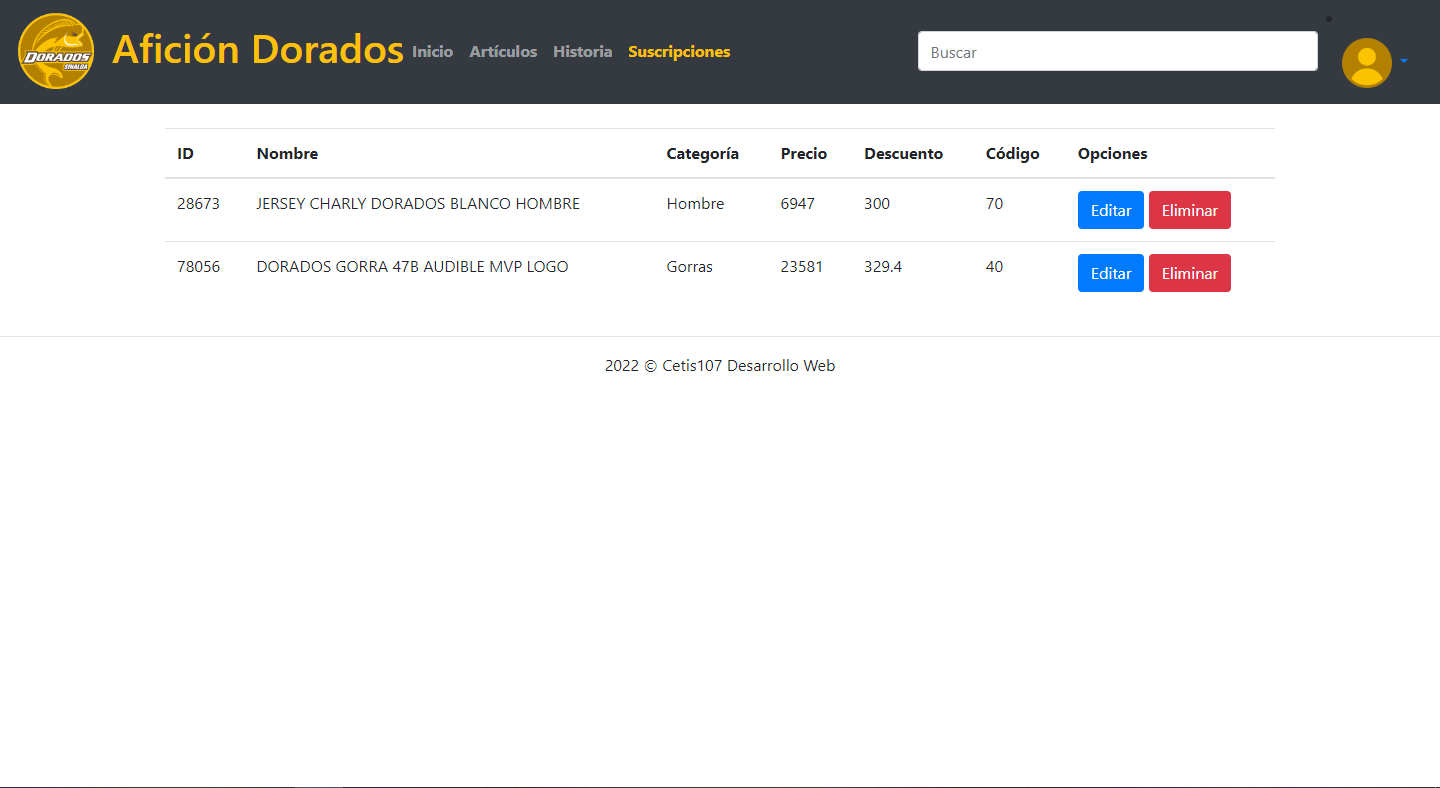 DORADOS
SINALOA
Afición Dorados Inicio Artículos Historia Suscripciones Buscar
ID Nombre Categoría Precio Descuento Código Opciones
28673 JERSEY CHARLY DORADOS BLANCO HOMBRE Hombre 6947 300 70 Editar Eliminar
78056 DORADOS GORRA 47B AUDIBLE MVP LOGO Gorras 23581 329.4 40 Editar Eliminar
2022 © Cetis107 Desarrollo Web